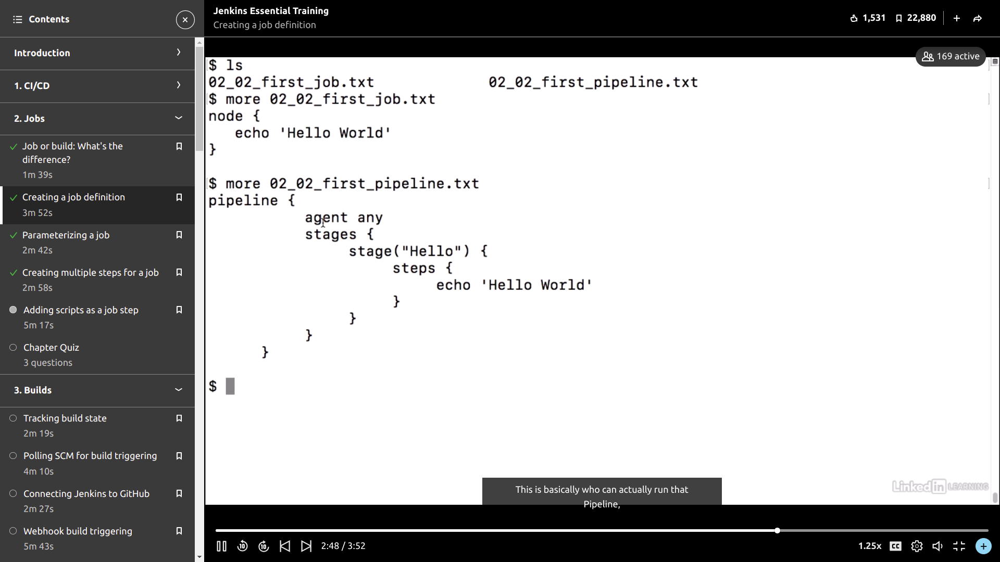 Contents
Jenkins Essential Training
Creating a job definition
1,531
22,880
Introduction
1. CI/CD
2. Jobs
Job or build: What's the
difference?
1m 39s
Creating a job definition
3m 52s
Parameterizing a job
2m 42s
Creating multiple steps for a job
2m 58s
Adding scripts as a job step
5m 17s
Chapter Quiz
3 questions
3. Builds
Tracking build state
2m 19s
Polling SCM for build triggering
4m 10s
Connecting Jenkins to GitHub
2m 27s
Webhook build triggering
5m 43s
169 active
$ ls
02_02_first_job.txt 02_02_first_pipeline.txt
$ more 02_02_first_job.txt
node {
echo 'Hello World'
}
$ more 02_02_first_pipeline.txt
pipeline {
agent any
stages {
stage("Hello") {
steps {
echo 'Hello World'
}
}
}
}
$
This is basically who can actually run that
Pipeline,
Linked in LEARNING
10
10
2:48 / 3:52
1.25x
CC